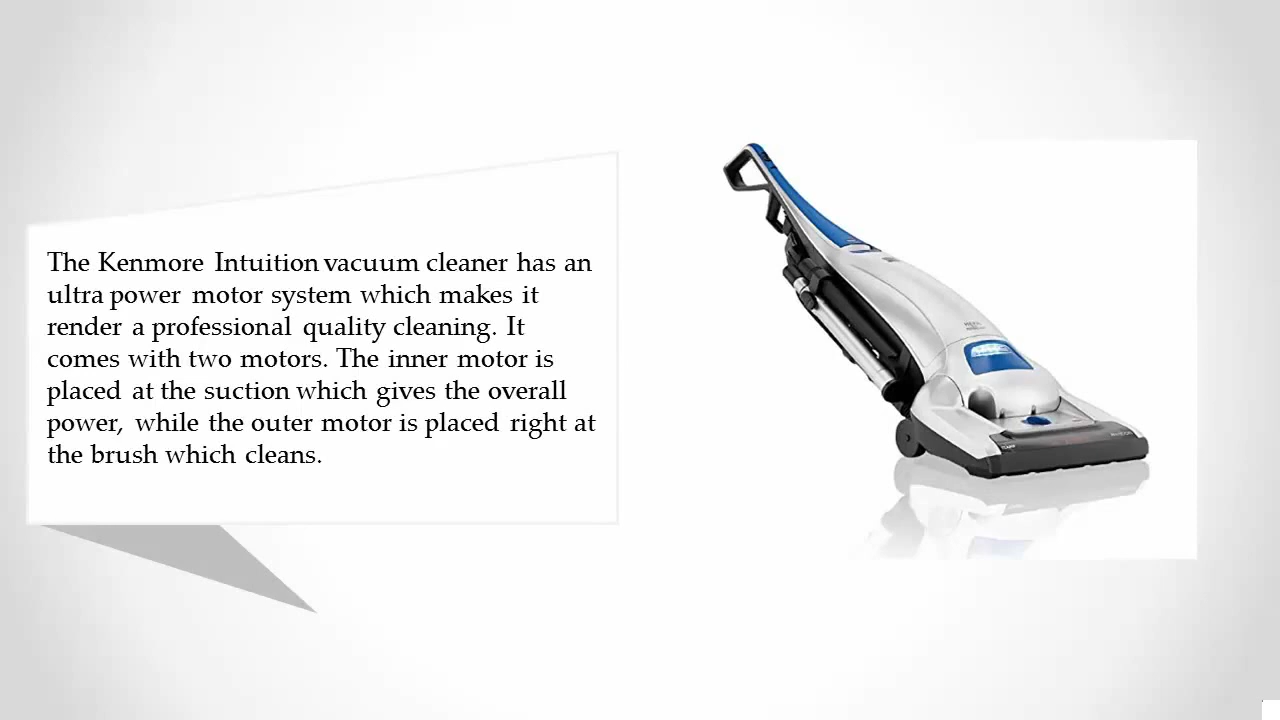 The Kenmore Intuition vacuum cleaner has an
ultra power motor system which makes it
render a professional quality cleaning. It
comes with two motors. The inner motor is
placed at the suction which gives the overall
power, while the outer motor is placed right at
the brush which cleans.